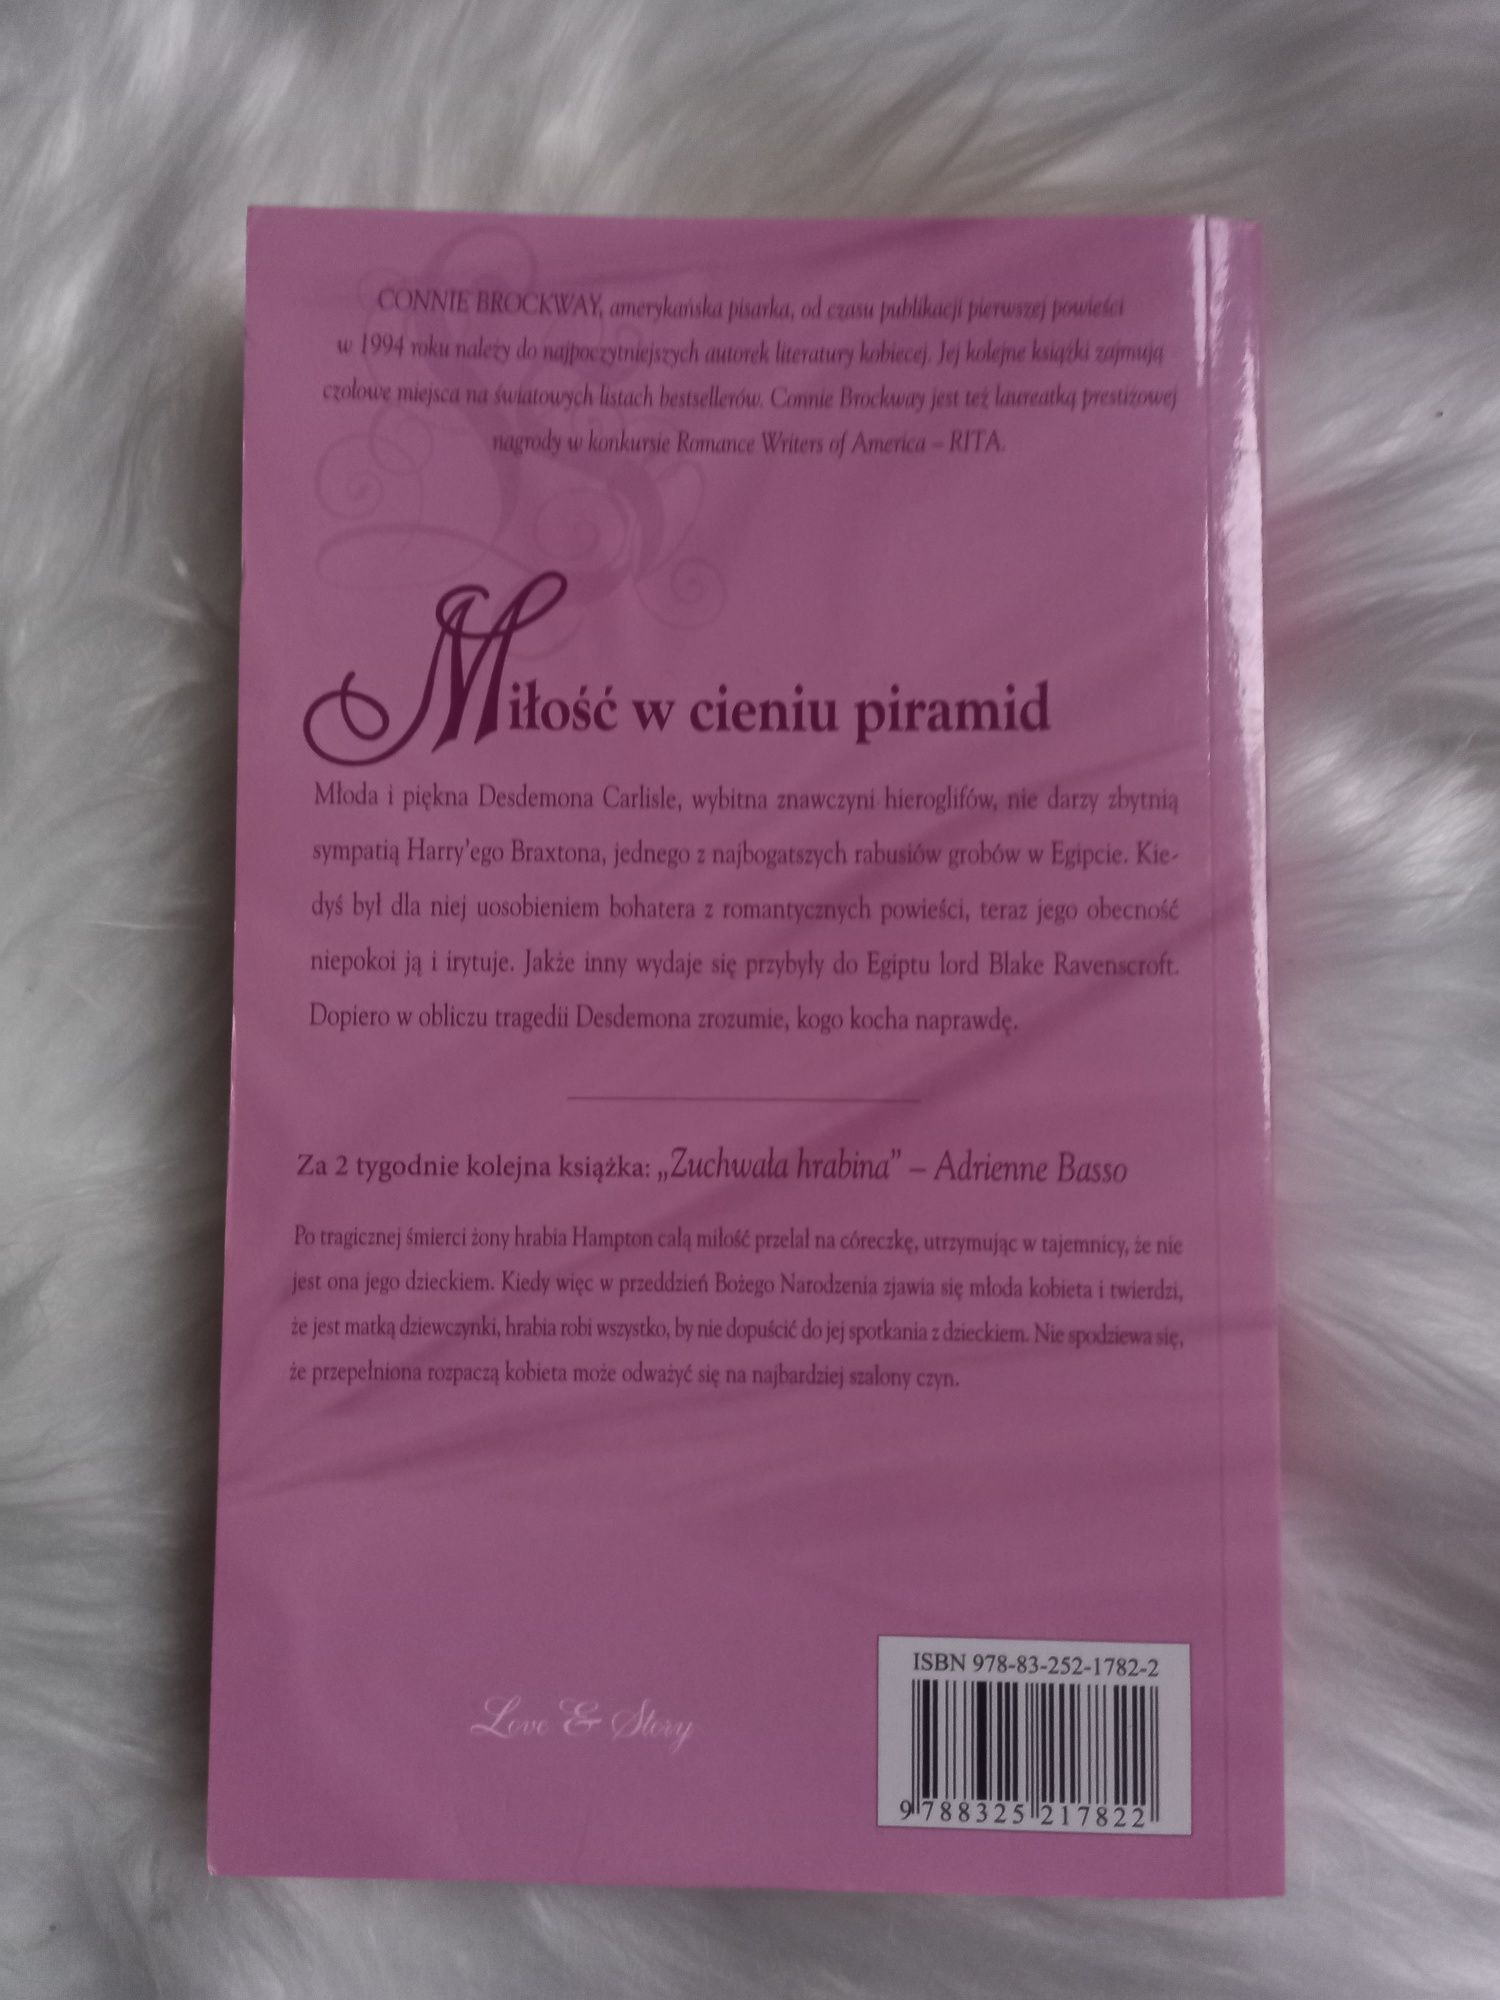 CONNIE BROCKWAY, amerykańska pisarka, od czasu publikacji pierwszej powieści
w 1994 roku należy do najpoczytniejszych autorek literatury kobiecej. Jej kolejne książki zajmują
czołowe miejsca na światowych listach bestsellerów. Connie Brockway jest też laureatką prestiżowej
nagrody w konkursie Romance Writers of America – RITA.
Miłość w cieniu piramid
Młoda i piękna Desdemona Carlisle, wybitna znawczyni hieroglifów, nie darzy zbytnią
sympatią Harry'ego Braxtona, jednego z najbogatszych rabusiów grobów w Egipcie. Kie-
dyś był dla niej uosobieniem bohatera z romantycznych powieści, teraz jego obecność
niepokoi ją i irytuje. Jakże inny wydaje się przybyły do Egiptu lord Blake Ravenscroft.
Dopiero w obliczu tragedii Desdemona zrozumie, kogo kocha naprawdę.
Za 2 tygodnie kolejna książka: „Zuchwała hrabina” – Adrienne Basso
Po tragicznej śmierci żony hrabia Hampton całą miłość przelał na córeczkę, utrzymując w tajemnicy, że nie
jest ona jego dzieckiem. Kiedy więc w przeddzień Bożego Narodzenia zjawia się młoda kobieta i twierdzi,
że jest matką dziewczynki, hrabia robi wszystko, by nie dopuścić do jej spotkania z dzieckiem. Nie spodziewa się,
że przepełniona rozpaczą kobieta może odważyć się na najbardziej szalony czyn.
Love & Story
ISBN 978-83-252-1782-2
9 788325 217822